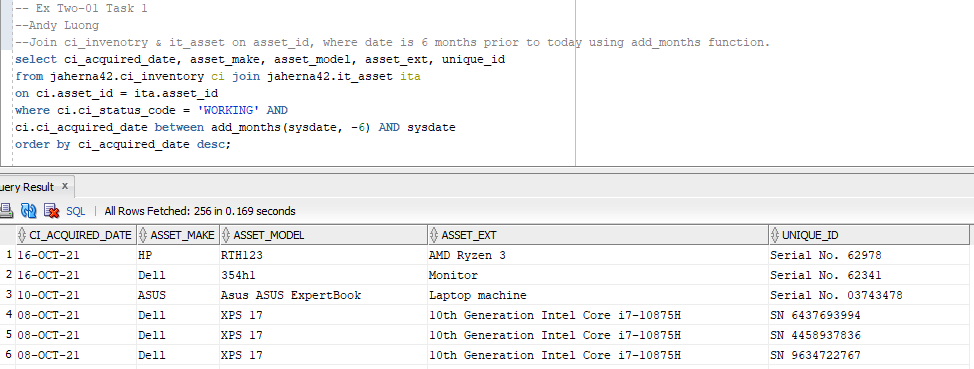 -- Ex Two-01 Task 1
--Andy Luong
--Join ci_invenotry & it_asset on asset_id, where date is 6 months prior to today using add_months function.
select ci_acquired_date, asset_make, asset_model, asset_ext, unique_id
from jaherna42.ci_inventory ci join jaherna42.it_asset ita
on ci.asset_id = ita.asset_id
where ci.ci_status_code = 'WORKING' AND
ci.ci_acquired_date between add_months(sysdate, -6) AND sysdate
order by ci_acquired_date desc;
uery Result x
SQL | All Rows Fetched: 256 in 0.169 seconds
CI_ACQUIRED_DATE ASSET_MAKE ASSET_MODEL ASSET_EXT UNIQUE_ID
1 16-OCT-21 HP RTH123 AMD Ryzen 3 Serial No. 62978
2 16-OCT-21 Dell 354hl Monitor Serial No. 62341
3 10-OCT-21 ASUS Asus ASUS ExpertBook Laptop machine Serial No. 03743478
4 08-OCT-21 Dell XPS 17 10th Generation Intel Core i7-10875H SN 6437693994
5 08-OCT-21 Dell XPS 17 10th Generation Intel Core i7-10875H SN 4458937836
6 08-OCT-21 Dell XPS 17 10th Generation Intel Core i7-10875H SN 9634722767